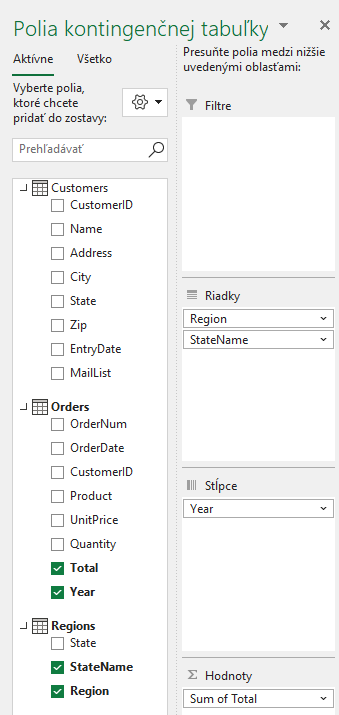 Polia kontingenčnej tabuľky
Aktívne
Všetko
Vyberte polia,
ktoré chcete
pridať do zostavy:
Prehľadávať
Customers
CustomerID
Name
Address
City
State
Zip
EntryDate
MailList
Orders
OrderNum
OrderDate
CustomerID
Product
UnitPrice
Quantity
Total
Year
Regions
State
StateName
Region
Presuňte polia medzi nižšie
uvedenými oblasťami:
Filtre
Riadky
Region
StateName
Stĺpce
Year
Hodnoty
Sum of Total